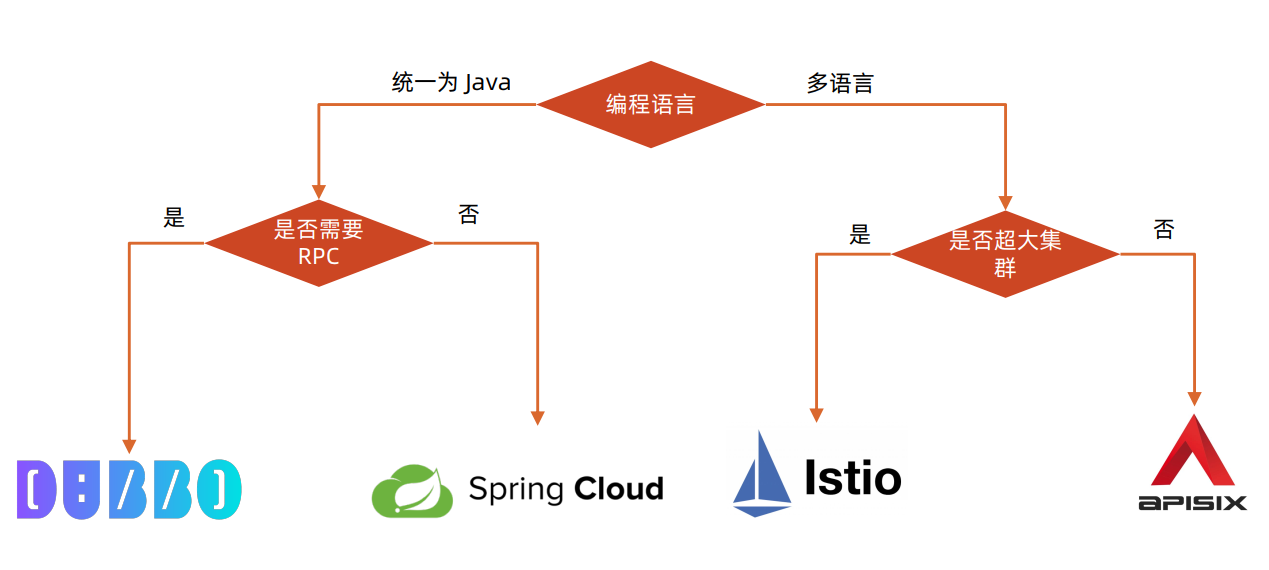 统一为 Java
编程语言
多语言
是
是否需要
RPC
否
是
是否超大集
群
否
DUBBO
Spring Cloud
Istio
APISIX